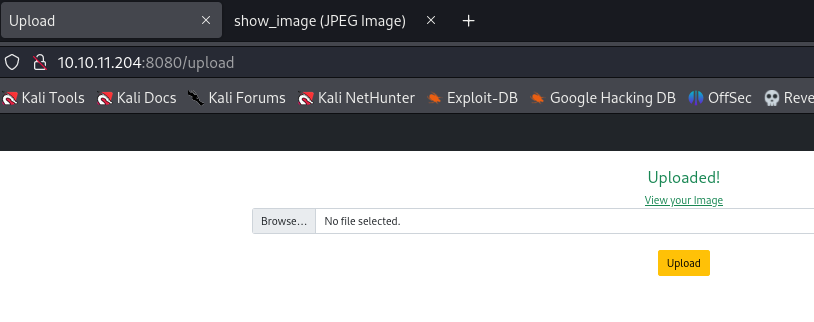 Upload show_image (JPEG Image)
10.10.11.204:8080/upload
Kali Tools Kali Docs Kali Forums Kali NetHunter Exploit-DB Google Hacking DB OffSec Reve
Uploaded!
View your Image
Browse... No file selected.
Upload